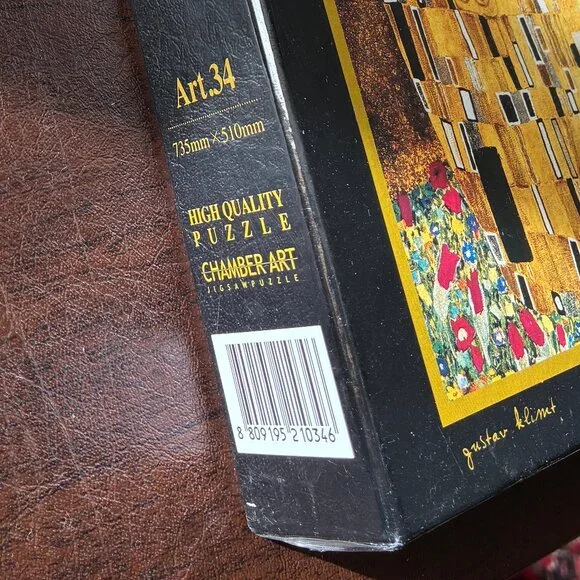 Art.34
735mm×510mm
HIGH QUALITY
PUZZLE
CHAMBER ART
JIGSAWPUZZLE
8 809195 210346
gustav klimt